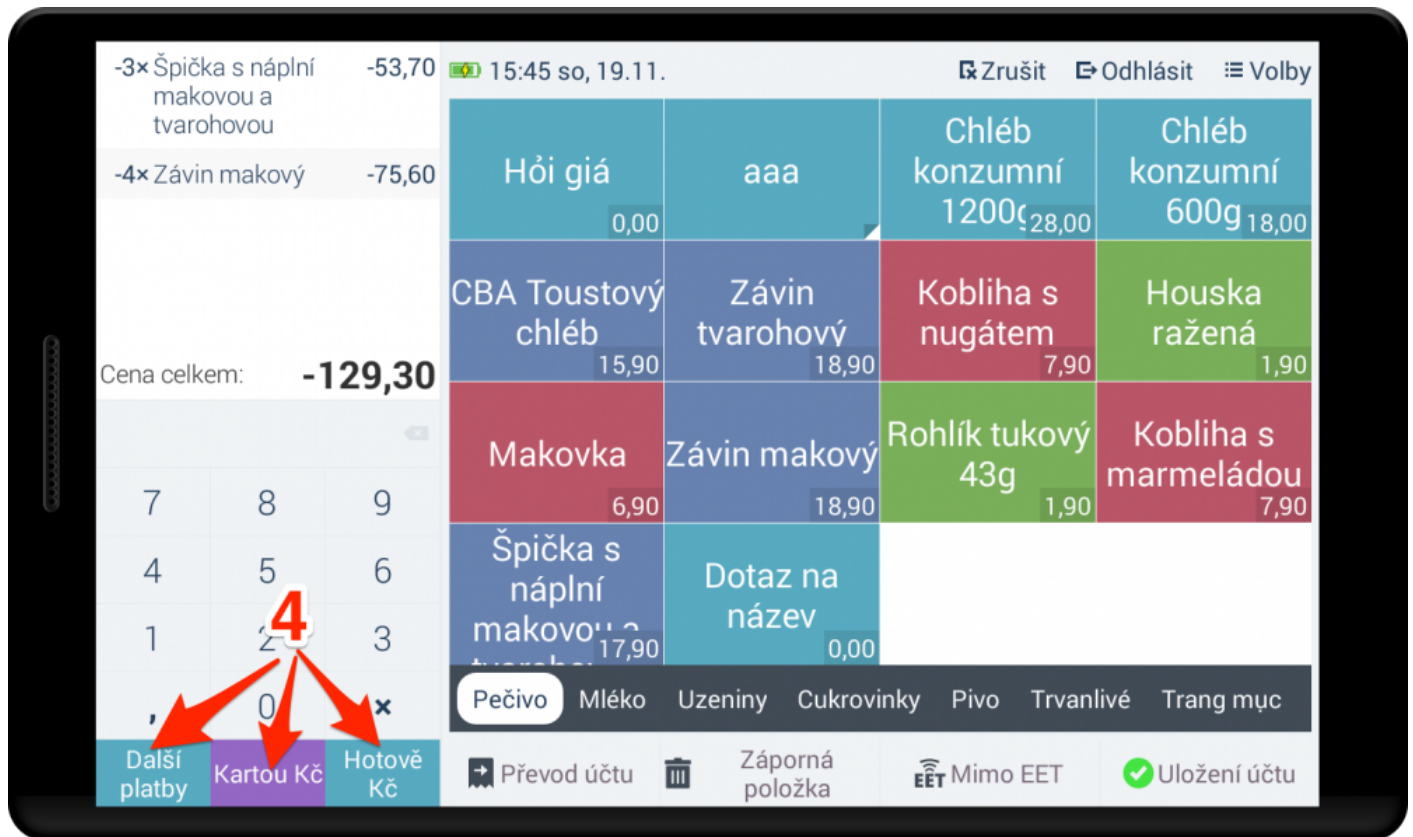 -3× Špička s náplní makovou a tvarohovou -53,70
-4× Závin makový -75,60
Cena celkem: -129,30
7 8 9
4 5 6
1 2 3
, 0 ×
4
Další platby
Kartou Kč
Hotově Kč
15:45 so, 19.11.
Zrušit
Odhlásit
Volby
Hỏi giá
0,00
aaa
Chléb
konzumní
1200g
28,00
Chléb
konzumní
600g
18,00
CBA Toustový
chléb
15,90
Závin
tvarohový
18,90
Kobliha s
nugátem
7,90
Houska
ražená
1,90
Makovka
6,90
Závin makový
18,90
Rohlík tukový
43g
1,90
Kobliha s
marmeládou
7,90
Špička s
náplní
makovou a
17,90
Dotaz na
název
0,00
Pečivo Mléko Uzeniny Cukrovinky Pivo Trvanlivé Trang mục
Převod účtu
Záporná
položka
EET Mimo EET
Uložení účtu